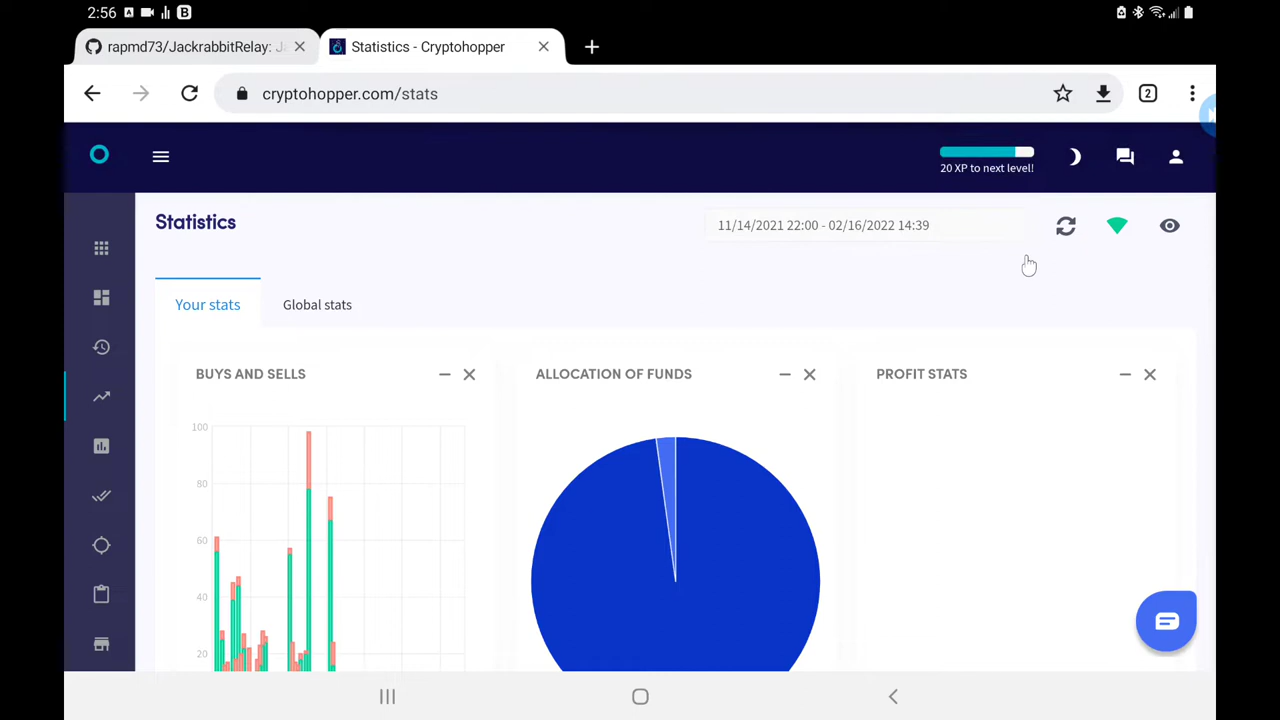 2:56
rapmd73/JackrabbitRelay: Ja
Statistics - Cryptohopper
cryptohopper.com/stats
2
20 XP to next level!
Statistics
11/14/2021 22:00 - 02/16/2022 14:39
Your stats
Global stats
BUYS AND SELLS
ALLOCATION OF FUNDS
PROFIT STATS
100
80
60
40
20